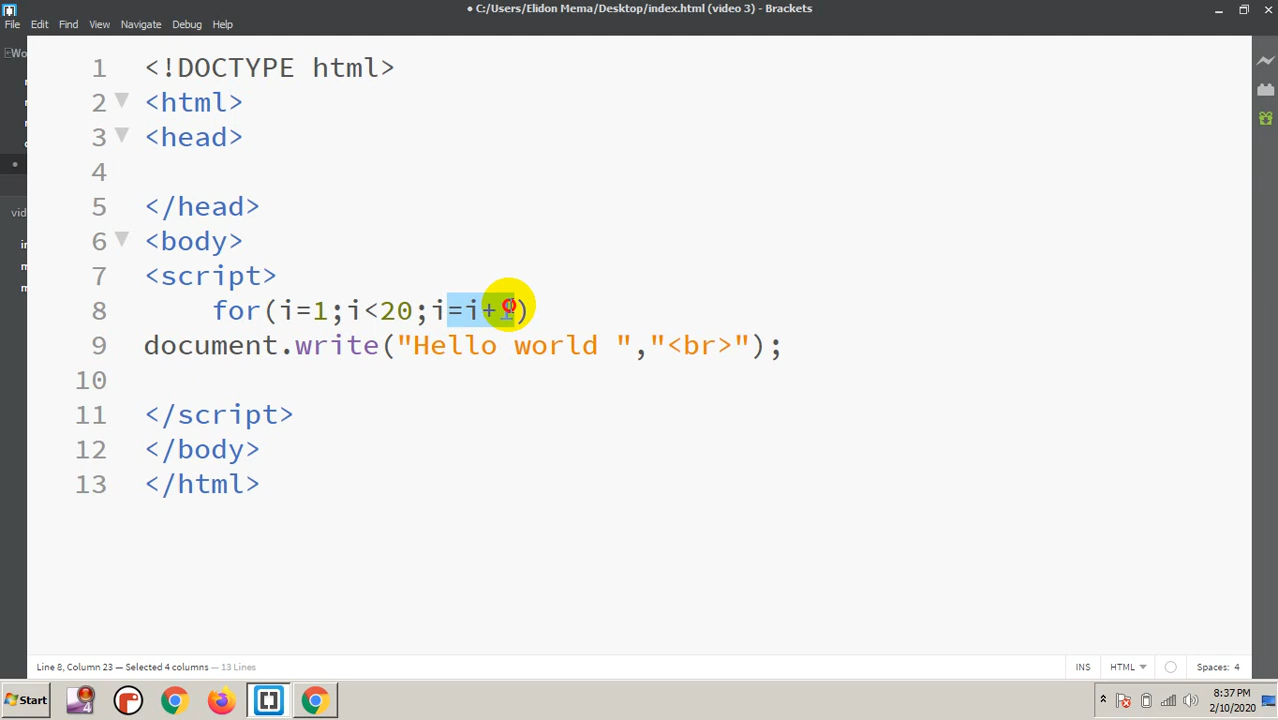 • C:/Users/Elidon Mema/Desktop/index.html (video 3) - Brackets
File Edit Find View Navigate Debug Help
1 <!DOCTYPE html>
2 <html>
3 <head>
4
5 </head>
6 <body>
7 <script>
8 for(i=1;i<20;i=i+1)
9 document.write("Hello world ","<br>");
10
11 </script>
12 </body>
13 </html>
Line 8, Column 23 — Selected 4 columns – 13 Lines
INS HTML Spaces: 4
Start
4
8:37 PM
2/10/2020